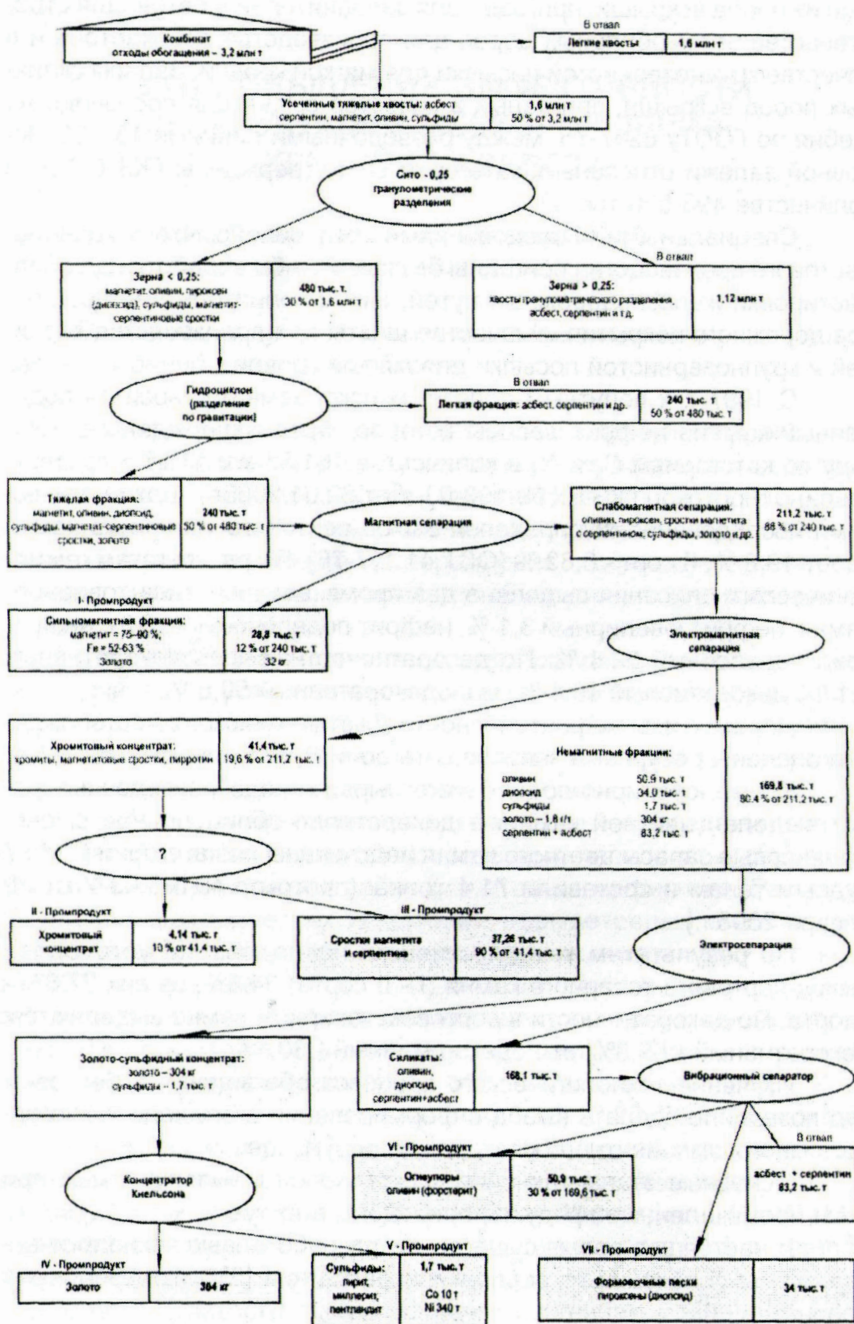 Комбинат
отходы обогащения – 3,2 млн т
В отвал
Легкие хвосты 1,6 млн т
Усеченные тяжелые хвосты: асбест, 1,6 млн т
серпентин, магнетит, оливин, сульфиды 50 % от 3,2 млн т
Сито - 0,25
гранулометрические
разделения
Зерна < 0,25:
магнетит, оливин, пироксен
(диопсид), сульфиды, магнетит-
серпентиновые сростки
480 тыс. т
30 % от 1,6 млн т
В отвал
Зерна > 0,25:
хвосты гранулометрического разделения,
асбест, серпентин и т.д.
1,12 млн т
Гидроциклон
(разделение
по гравитации)
В отвал
Легкая фракция: асбест, серпентин и др.
240 тыс. т
50 % от 480 тыс. т
Тяжелая фракция:
магнетит, оливин, диопсид,
сульфиды, магнетит-серпентиновые
сростки, золото
240 тыс. т
50 % от 480 тыс. т
Магнитная сепарация
Слабомагнитная сепарация:
оливин, пироксен, сростки магнетита
с серпентином, сульфиды, золото и др.
211,2 тыс. т
88 % от 240 тыс. т
I - Промпродукт
Сильномагнитная фракция:
магнетит = 75–90 %;
Fe = 52-63 %
Золото
28,8 тыс. т
12 % от 240 тыс. т
32 кг
Электромагнитная
сепарация
Хромитовый концентрат:
хромиты, магнетитовые сростки, пирротин
41,4 тыс. т
19,6 % от 211,2 тыс. т
Немагнитные фракции:
оливин 50,9 тыс. т
диопсид 34,0 тыс. т
сульфиды 1,7 тыс. т
золото – 1,8 г/т 304 кг
серпентин + асбест 83,2 тыс. т
169,8 тыс. т
80,4 % от 211,2 тыс. т
?
II - Промпродукт
Хромитовый
концентрат
4,14 тыс. т
10 % от 41,4 тыс. т
III - Промпродукт
Сростки магнетита
и серпентина
37,26 тыс. т
90 % от 41,4 тыс. т
Электросепарация
Золото-сульфидный концентрат:
золото – 304 кг
сульфиды - 1,7 тыс. т
оливин,
диопсид,
серпентин+асбест
168,1 тыс. т
Вибрационный сепаратор
Концентратор
Кнельсона
VI - Промпродукт
Огнеупоры:
оливин (форстерит)
50,9 тыс. т
30 % от 169,6 тыс. т
В отвал
асбест + серпентин
83,2 тыс. т
IV - Промпродукт
Золото 304 кг
V - Промпродукт
Сульфиды:
пирит,
миллерит,
пентландит
1,7 тыс. т
Co 10 т
Ni 340 т
VII - Промпродукт
Формовочные пески
пироксены (диопсид)
34 тыс. т